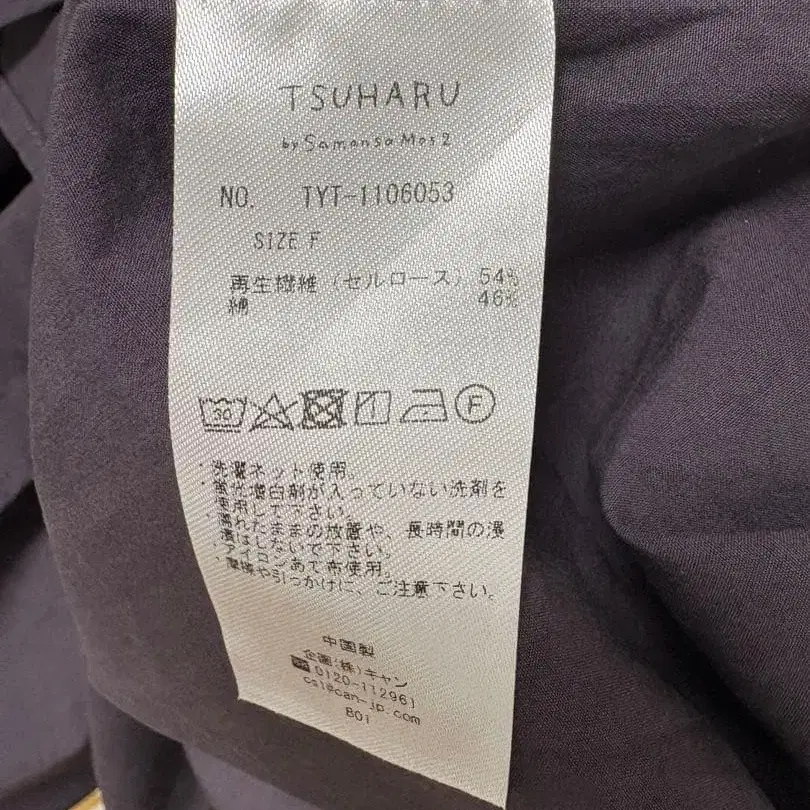 TSUHARU
by Samansa Mos2
NO. TYT-1106053
SIZE F
再生繊維（セルロース）54%
綿 46%
30 F
・洗濯ネット使用。
・蛍光増白剤が入っていない洗剤を
使用して下さい。
・濡れたままの放置や、長時間の浸
漬はしないで下さい。
・アイロンあて布使用。
・摩擦や引っかけに、ご注意下さい。
中国製
企画(株)キャン
0120-112961
cs1@can-jp.com
801